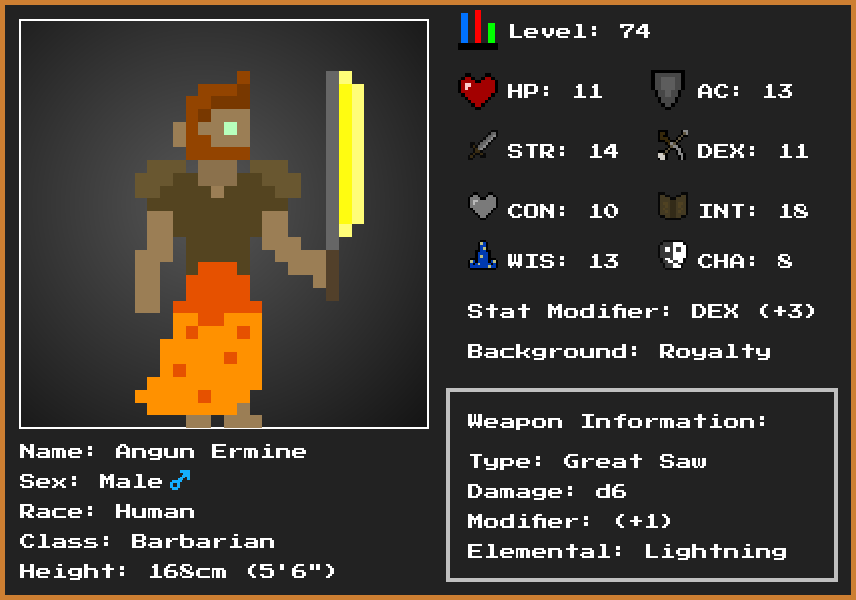 Level: 74
HP: 11 AC: 13
STR: 14 DEX: 11
CON: 10 INT: 18
WIS: 13 CHA: 8
Stat Modifier: DEX (+3)
Background: Royalty
Weapon Information:
Type: Great Saw
Damage: d6
Modifier: (+1)
Elemental: Lightning
Name: Angun Ermine
Sex: Male♂
Race: Human
Class: Barbarian
Height: 168cm (5'6")